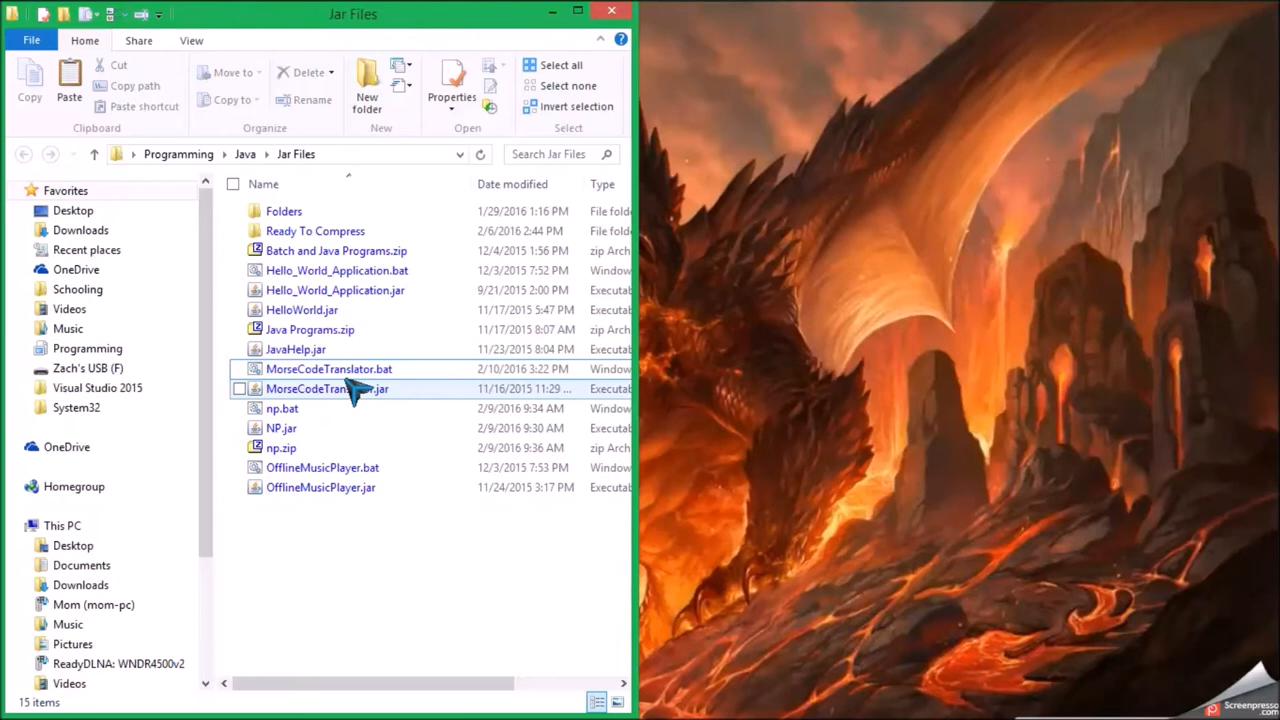 Jar Files
File Home Share View
Copy
Paste
Cut
Copy path
Paste shortcut
Clipboard
Move to
Copy to
Delete
Rename
Organize
New folder
New
Properties
Open
Select all
Select none
Invert selection
Select
Programming Java Jar Files
Search Jar Files
Name Date modified Type
Folders 1/29/2016 1:16 PM File folde
Ready To Compress 2/6/2016 2:44 PM File folde
Batch and Java Programs.zip 12/4/2015 1:56 PM zip Arch
Hello_World_Application.bat 12/3/2015 7:52 PM Window
Hello_World_Application.jar 9/21/2015 2:00 PM Executab
HelloWorld.jar 11/17/2015 5:47 PM Executab
Java Programs.zip 11/17/2015 8:07 AM zip Arch
JavaHelp.jar 11/23/2015 8:04 PM Executab
MorseCodeTranslator.bat 2/10/2016 3:22 PM Window
MorseCodeTran .jar 11/16/2015 11:29 ... Executab
np.bat 2/9/2016 9:34 AM Window
NP.jar 2/9/2016 9:30 AM Executab
np.zip 2/9/2016 9:36 AM zip Arch
OfflineMusicPlayer.bat 12/3/2015 7:53 PM Window
OfflineMusicPlayer.jar 11/24/2015 3:17 PM Executab
Favorites
Desktop
Downloads
Recent places
OneDrive
Schooling
Videos
Music
Programming
Zach's USB (F)
Visual Studio 2015
System32
OneDrive
Homegroup
This PC
Desktop
Documents
Downloads
Mom (mom-pc)
Music
Pictures
ReadyDLNA: WNDR4500v2
Videos
15 items
Screenpresso
.com